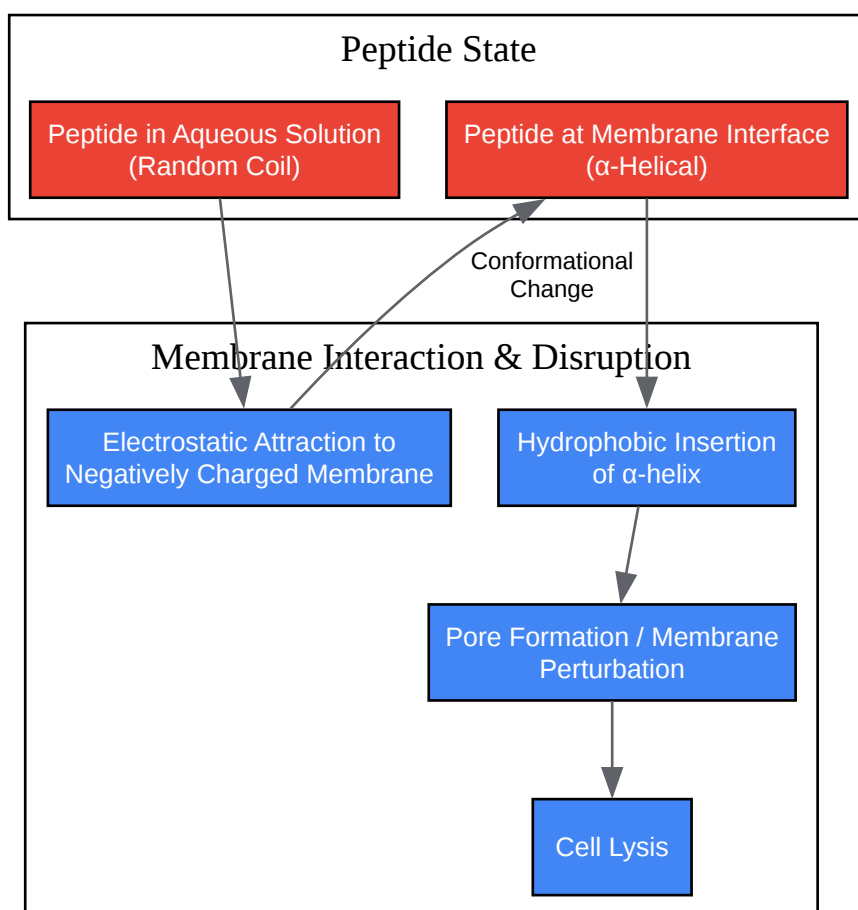 Peptide State
Peptide in Aqueous Solution
(Random Coil)
Peptide at Membrane Interface
(α-Helical)
Conformational
Change
Membrane Interaction & Disruption
Electrostatic Attraction to
Negatively Charged Membrane
Hydrophobic Insertion
of α-helix
Pore Formation / Membrane
Perturbation
Cell Lysis